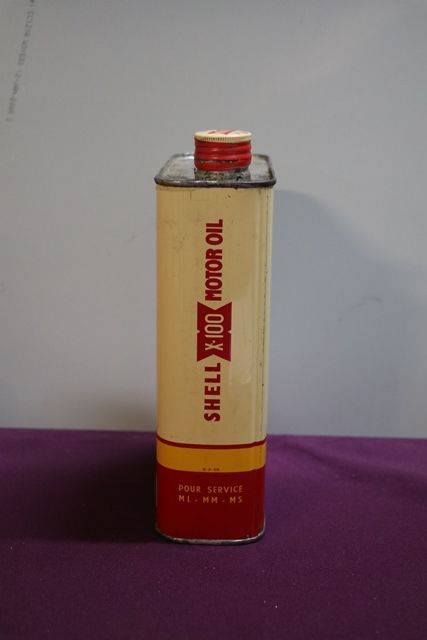 SHELL X-100 MOTOR OIL
POUR SERVICE
ML - MM - MS